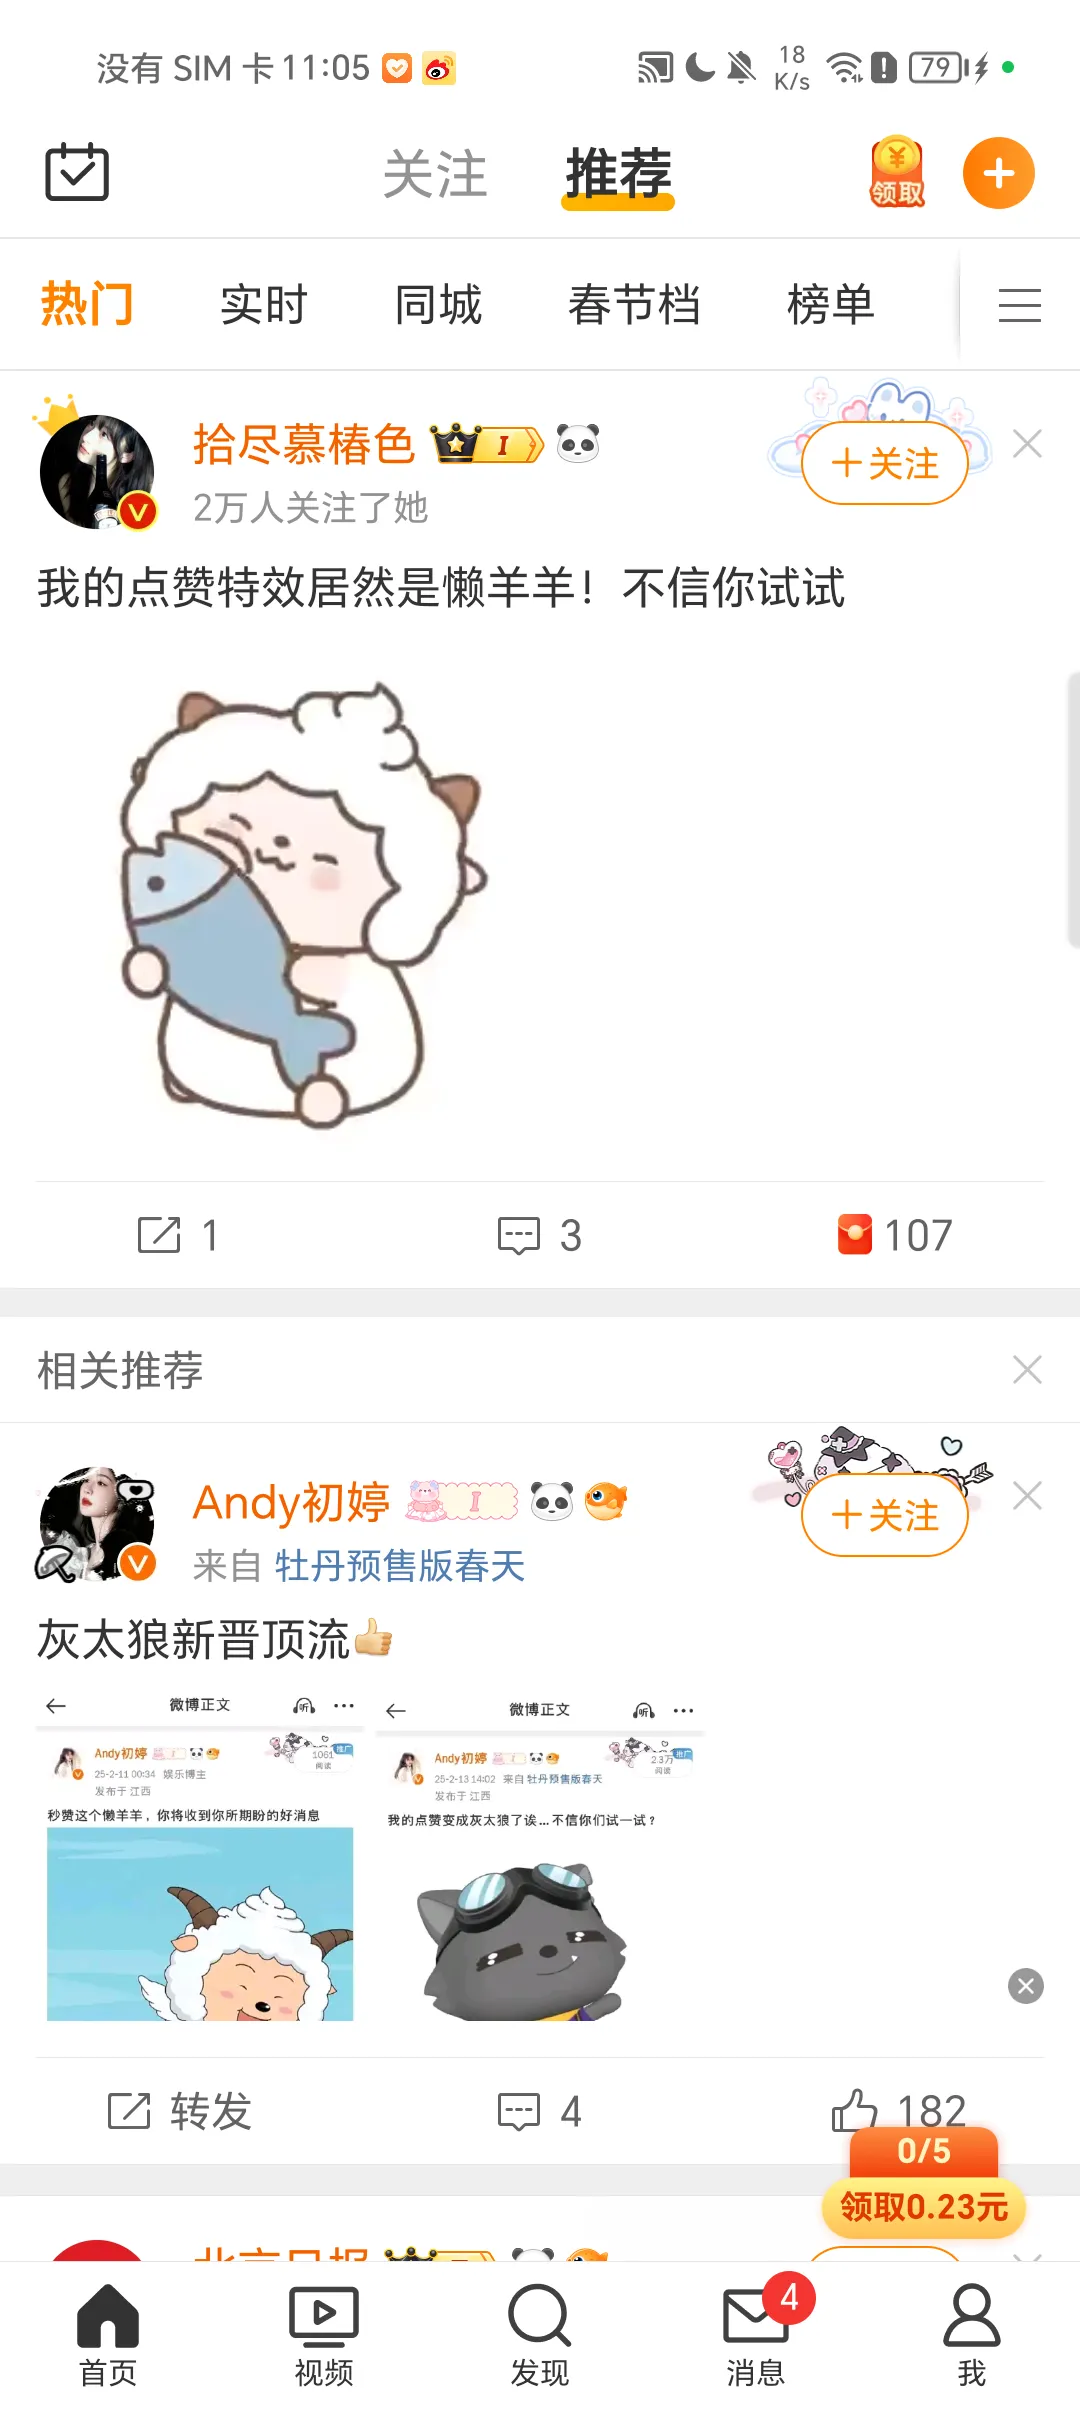 没有 SIM 卡 11:05 18 K/s 79
关注 推荐 领取
热门 实时 同城 春节档 榜单
拾尽慕椿色 I
+关注
2万人关注了她
我的点赞特效居然是懒羊羊！不信你试试
1 3 107
相关推荐
Andy初婷 I
+关注
来自 牡丹预售版春天
灰太狼新晋顶流
微博正文 听
Andy初婷 1061 推广
阅读
25-2-11 00:34 娱乐博主
发布于 江西
秒赞这个懒羊羊，你将收到你所期盼的好消息
微博正文 听
Andy初婷 2.3万 推广
阅读
25-2-13 14:02 来自 牡丹预售版春天
发布于 江西
我的点赞变成灰太狼了诶...不信你们试一试？
转发 4 182
0/5
领取0.23元
北京日报
首页 视频 发现 消息 4 我